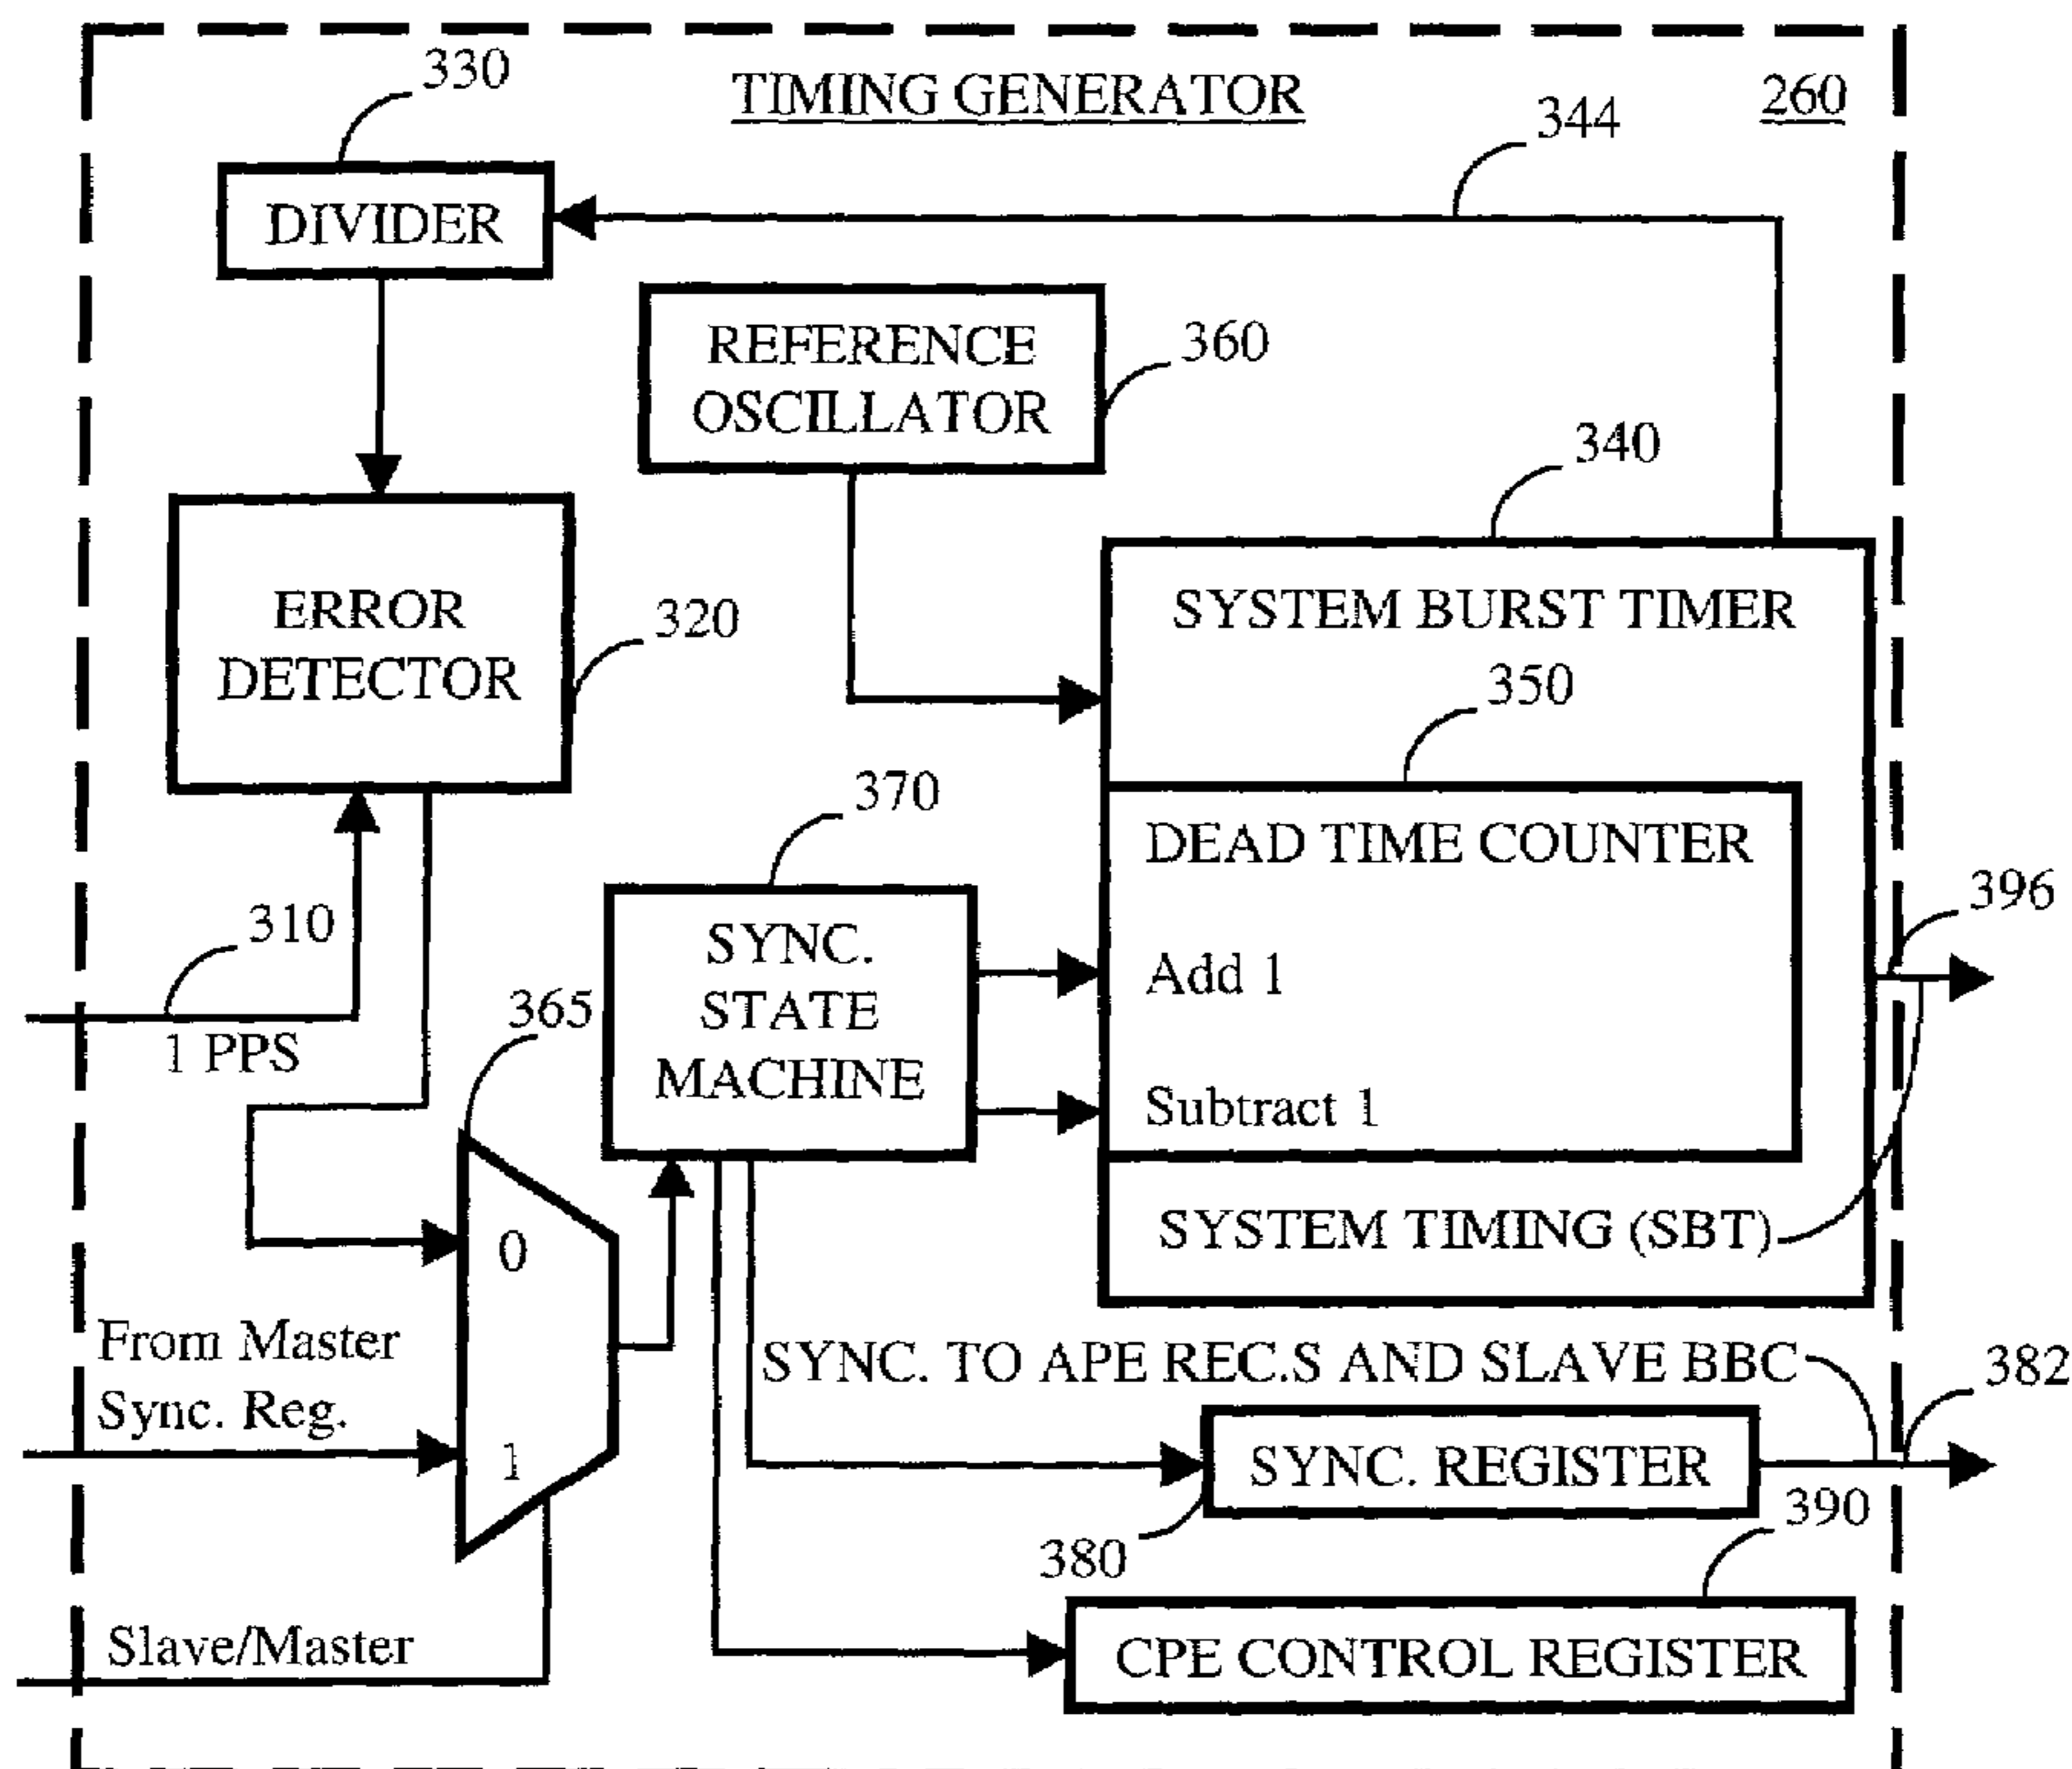 330
TIMING GENERATOR
260
344
DIVIDER
REFERENCE
OSCILLATOR
360
340
ERROR
DETECTOR
320
SYSTEM BURST TIMER
350
370
DEAD TIME COUNTER
396
310
SYNC.
STATE
MACHINE
Add 1
365
1 PPS
Subtract 1
0
SYSTEM TIMING (SBT)
From Master
Sync. Reg.
SYNC. TO APE REC.S AND SLAVE BBC
382
1
SYNC. REGISTER
390
380
Slave/Master
CPE CONTROL REGISTER